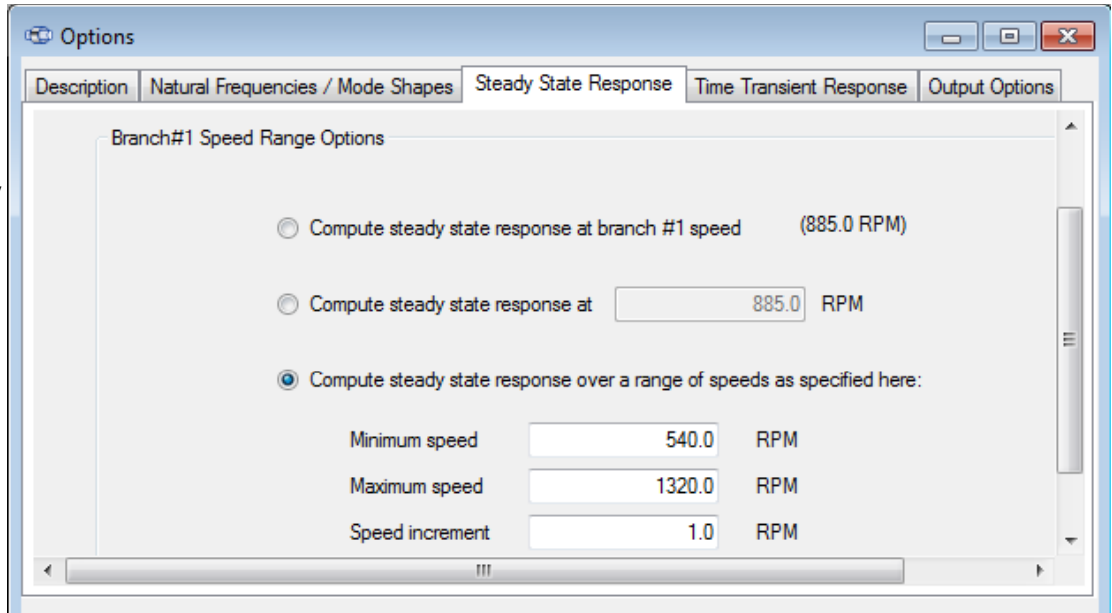 Options
Description Natural Frequencies / Mode Shapes Steady State Response Time Transient Response Output Options
Branch#1 Speed Range Options
Compute steady state response at branch #1 speed (885.0 RPM)
Compute steady state response at 885.0 RPM
Compute steady state response over a range of speeds as specified here:
Minimum speed 540.0 RPM
Maximum speed 1320.0 RPM
Speed increment 1.0 RPM